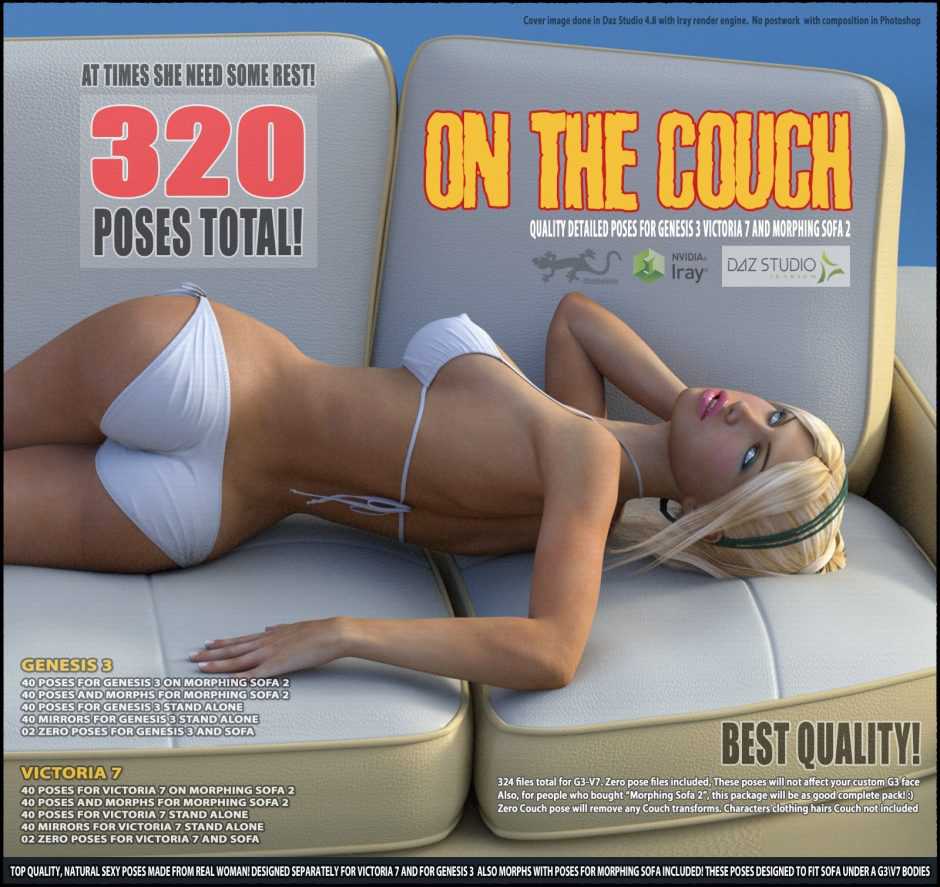 Cover image done in Daz Studio 4.8 with Iray render engine. No postwork with composition in Photoshop
AT TIMES SHE NEED SOME REST!
320
POSES TOTAL!
ON THE COUCH
QUALITY DETAILED POSES FOR GENESIS 3 VICTORIA 7 AND MORPHING SOFA 2
NVIDIA®
Iray®
DAZ STUDIO
GENESIS 3
40 POSES FOR GENESIS 3 ON MORPHING SOFA 2
40 POSES AND MORPHS FOR MORPHING SOFA 2
40 POSES FOR GENESIS 3 STAND ALONE
40 MIRRORS FOR GENESIS 3 STAND ALONE
02 ZERO POSES FOR GENESIS 3 AND SOFA
VICTORIA 7
40 POSES FOR VICTORIA 7 ON MORPHING SOFA 2
40 POSES AND MORPHS FOR MORPHING SOFA 2
40 POSES FOR VICTORIA 7 STAND ALONE
40 MIRRORS FOR VICTORIA 7 STAND ALONE
02 ZERO POSES FOR VICTORIA 7 AND SOFA
BEST QUALITY!
324 files total for G3-V7. Zero pose files included. These poses will not affect your custom G3 face
Also, for people who bought "Morphing Sofa 2", this package will be as good complete pack! :)
Zero Couch pose will remove any Couch transforms. Characters clothing hairs Couch not included
TOP QUALITY, NATURAL SEXY POSES MADE FROM REAL WOMAN! DESIGNED SEPARATELY FOR VICTORIA 7 AND FOR GENESIS 3 ALSO MORPHS WITH POSES FOR MORPHING SOFA INCLUDED! THESE POSES DESIGNED TO FIT SOFA UNDER A G3\V7 BODIES